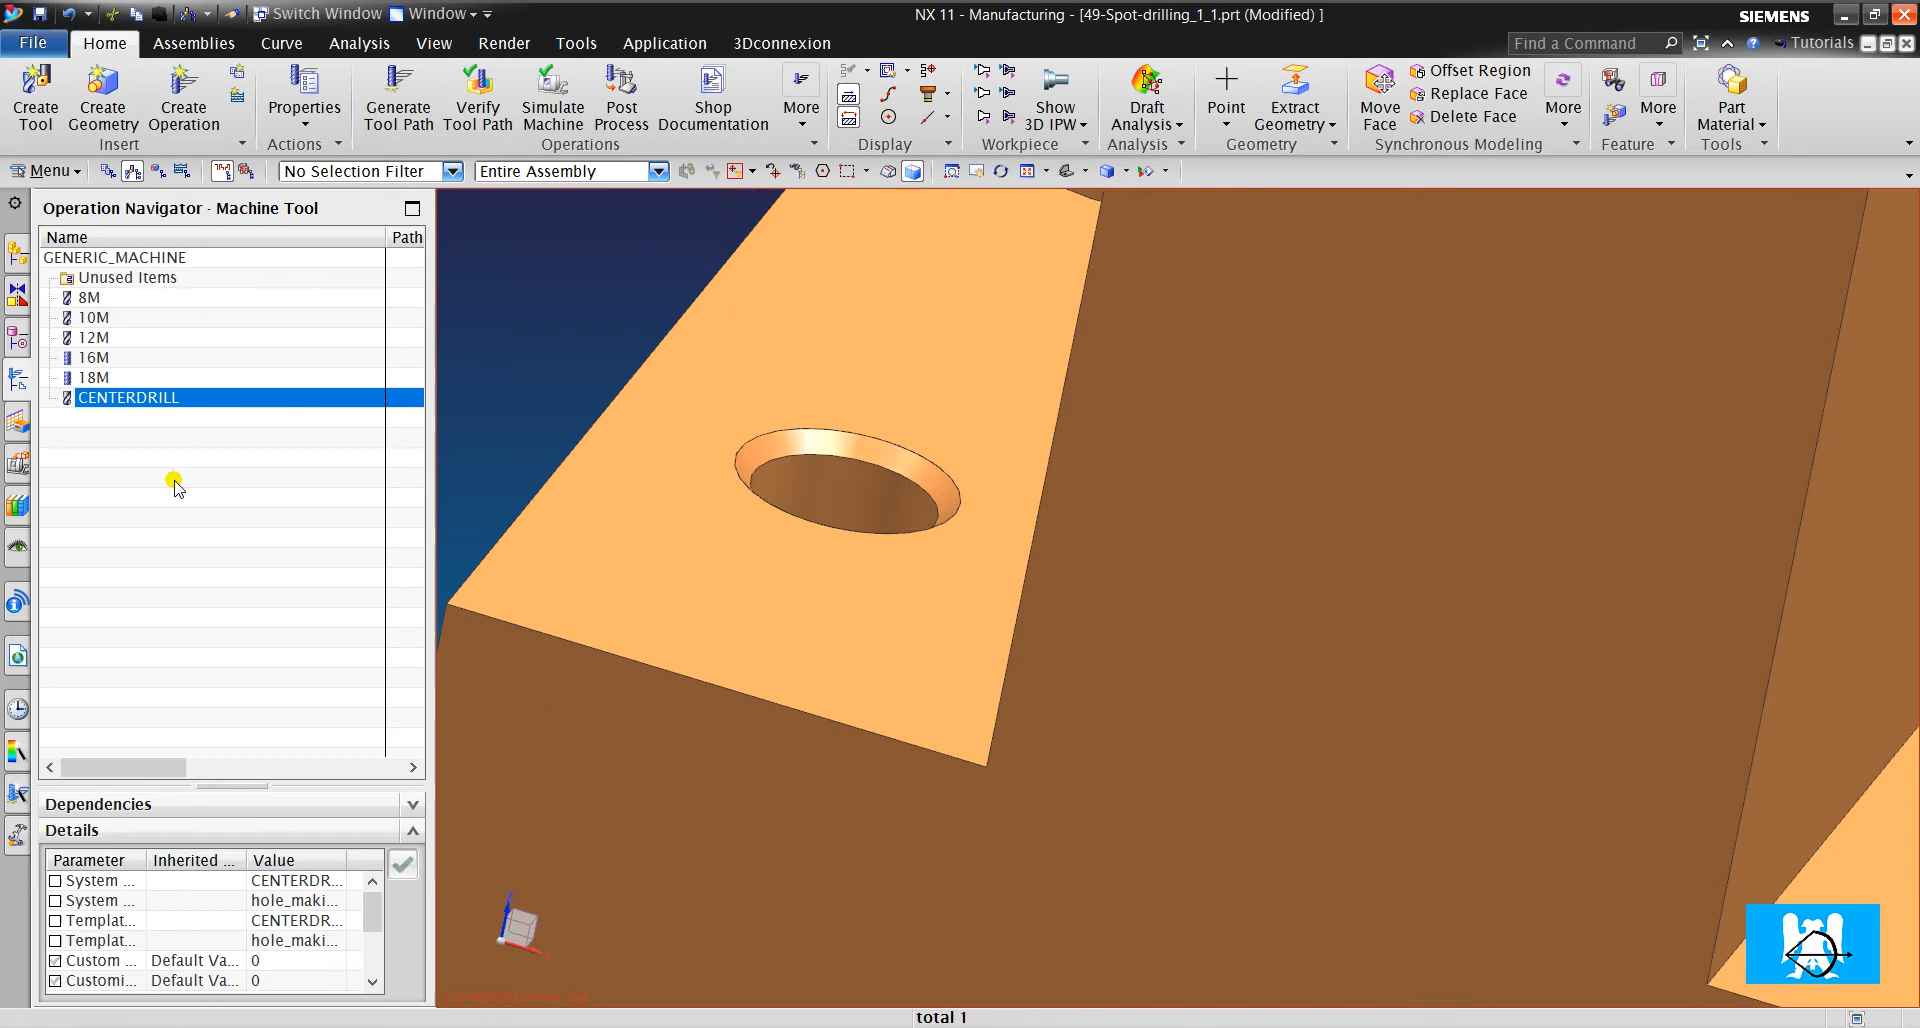 Switch Window Window NX 11 - Manufacturing - [49-Spot-drilling_1_1.prt (Modified) ] SIEMENS
File Home Assemblies Curve Analysis View Render Tools Application 3Dconnexion Find a Command Tutorials
Create Tool Create Geometry Create Operation Properties Generate Tool Path Verify Tool Path Simulate Machine Post Process Shop Documentation More Show 3D IPW Draft Analysis Point Extract Geometry Move Face Offset Region Replace Face Delete Face More More Part Material
Insert Actions Operations Display Workpiece Analysis Geometry Synchronous Modeling Feature Tools
Menu No Selection Filter Entire Assembly
Operation Navigator - Machine Tool
Name Path
GENERIC_MACHINE
Unused Items
8M
10M
12M
16M
18M
CENTERDRILL
Dependencies
Details
Parameter Inherited ... Value
System ... CENTERDR...
System ... hole_maki...
Templat... CENTERDR...
Templat... hole_maki...
Custom ... Default Va... 0
Customi... Default Va... 0
total 1